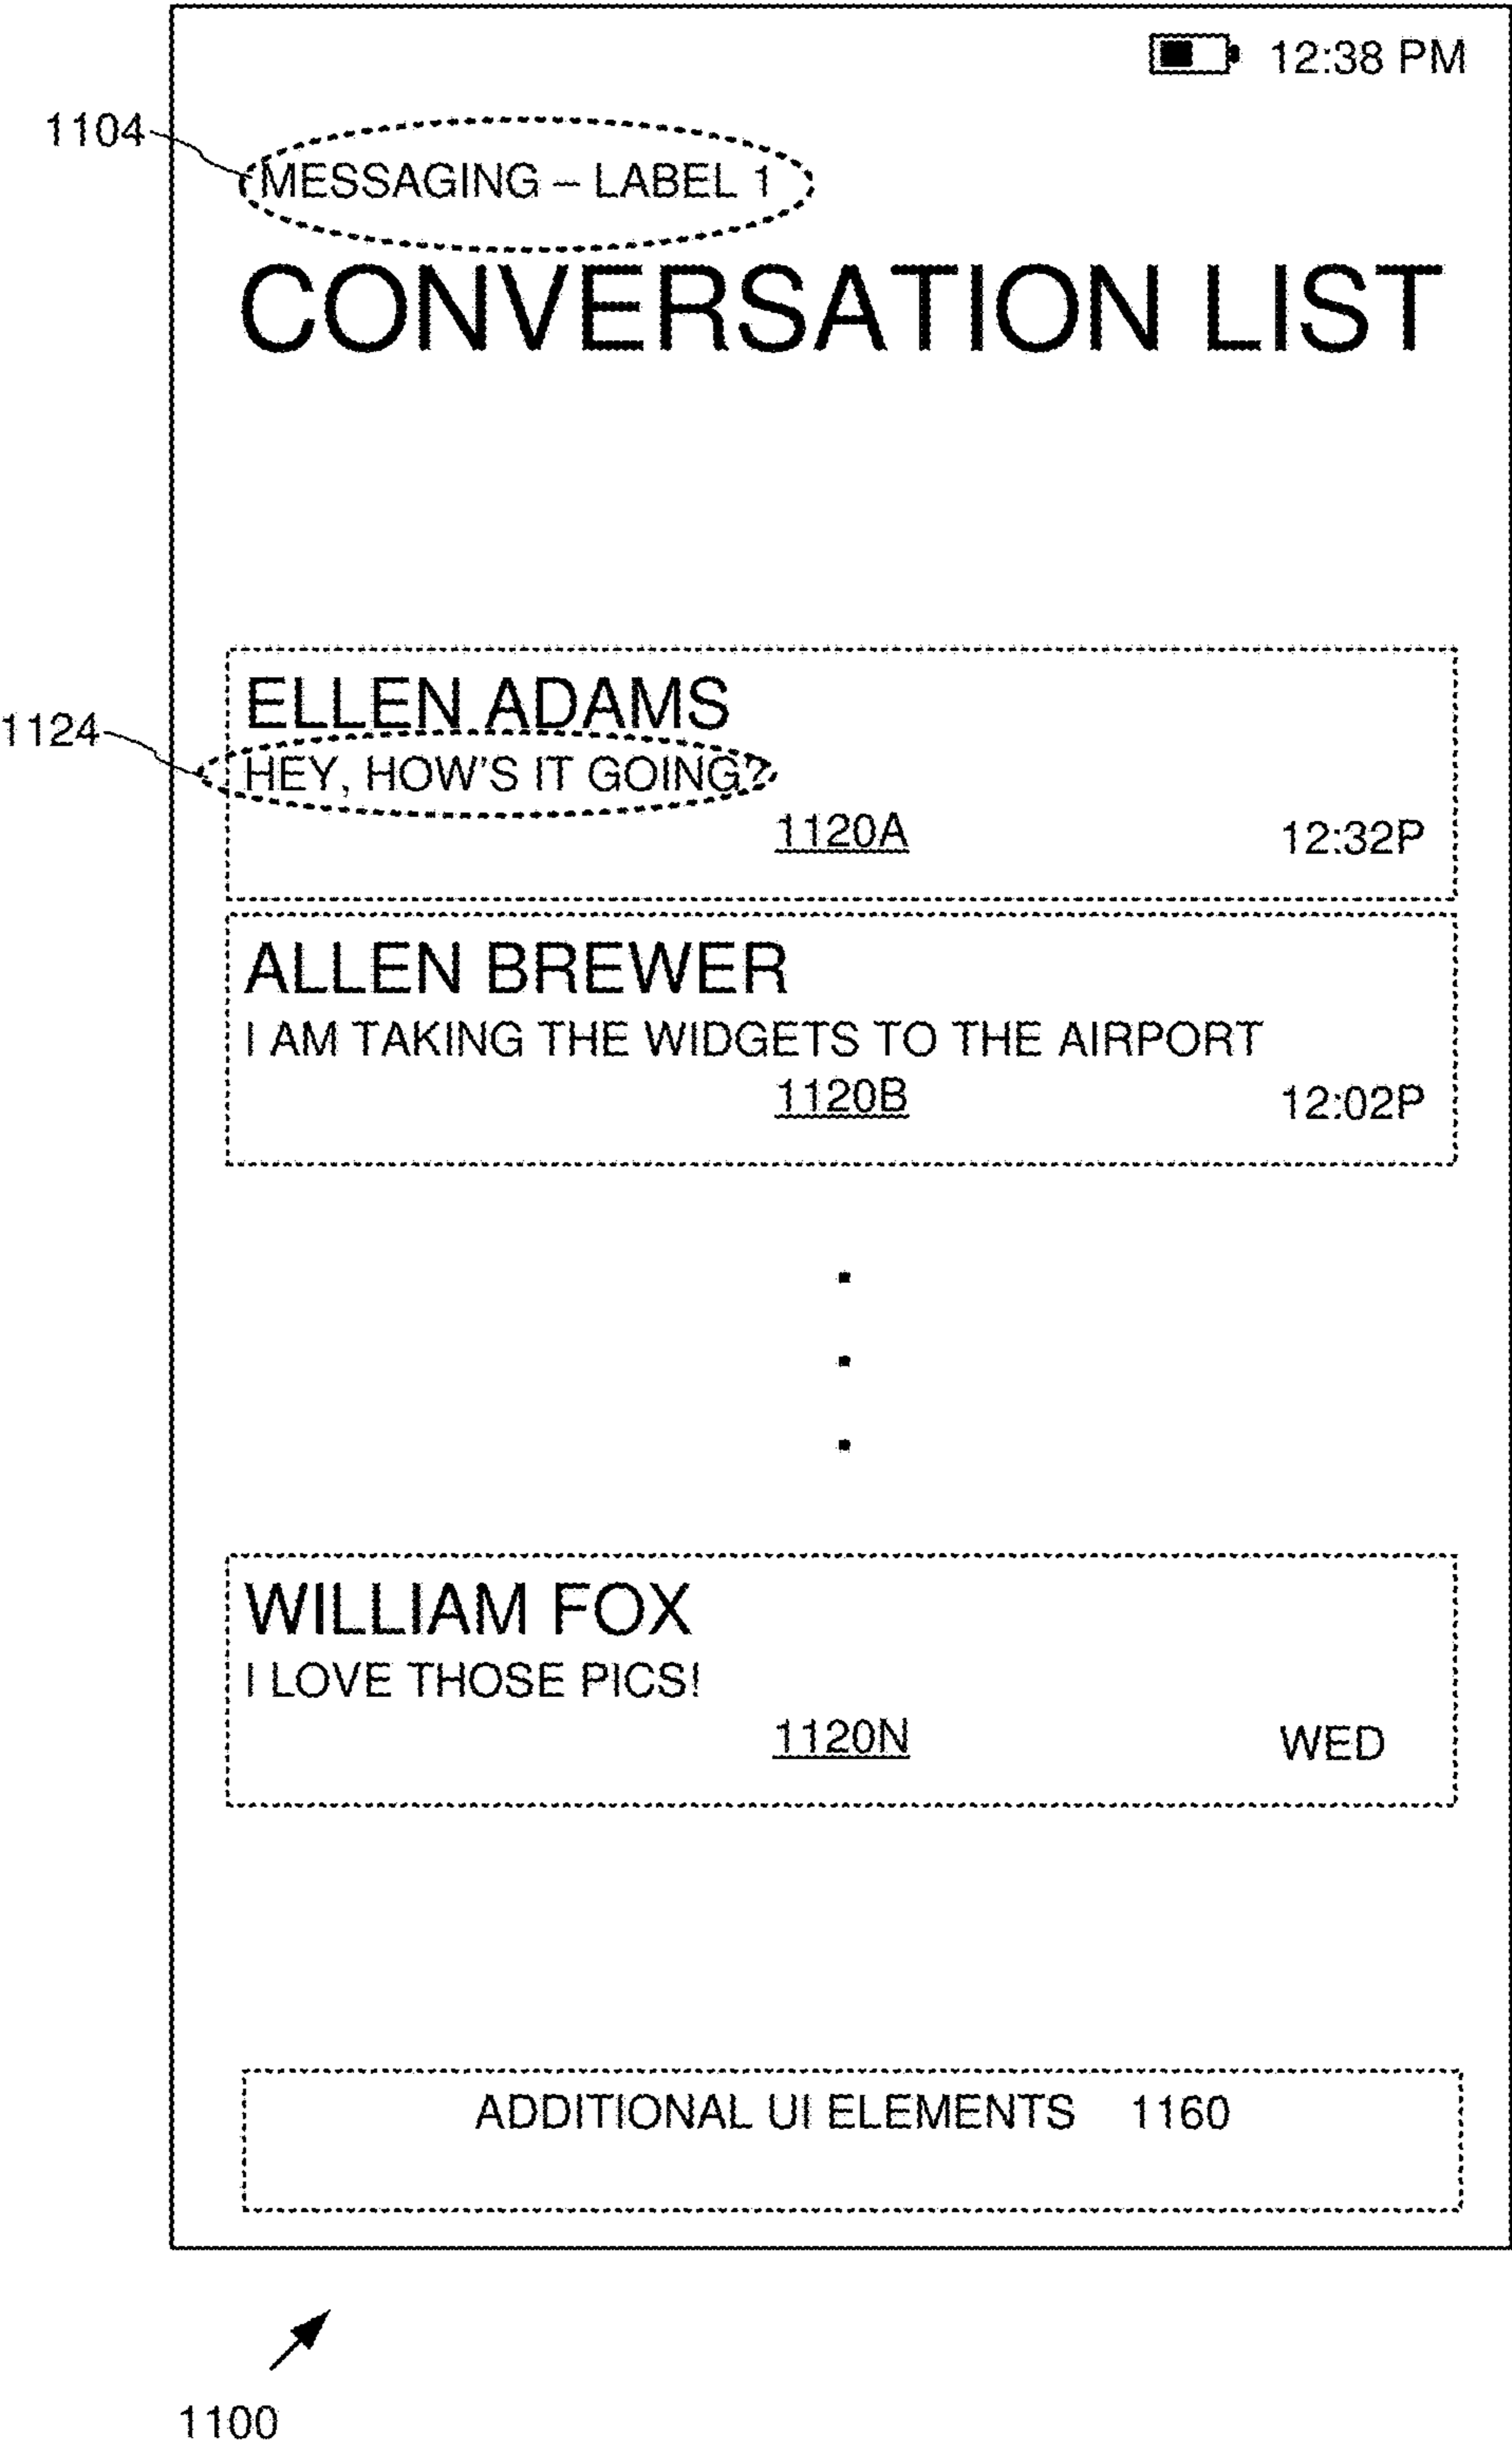 12:38 PM
1104
MESSAGING – LABEL 1
CONVERSATION LIST
ELLEN ADAMS
1124
HEY, HOW'S IT GOING?
1120A
12:32P
ALLEN BREWER
I AM TAKING THE WIDGETS TO THE AIRPORT
1120B
12:02P
WILLIAM FOX
I LOVE THOSE PICS!
1120N
WED
ADDITIONAL UI ELEMENTS 1160
1100